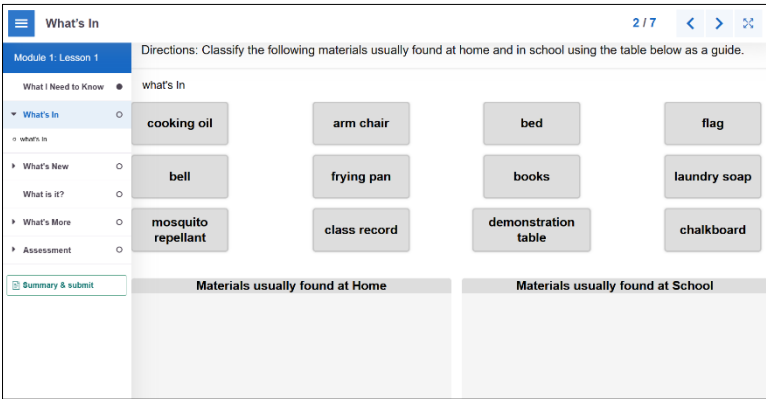 What's In
2 / 7
Module 1: Lesson 1
What I Need to Know
What's In
what's In
What's New
What is it?
What's More
Assessment
Summary & submit
Directions: Classify the following materials usually found at home and in school using the table below as a guide.
what's In
cooking oil
arm chair
bed
flag
bell
frying pan
books
laundry soap
mosquito
repellant
class record
demonstration
table
chalkboard
Materials usually found at Home
Materials usually found at School